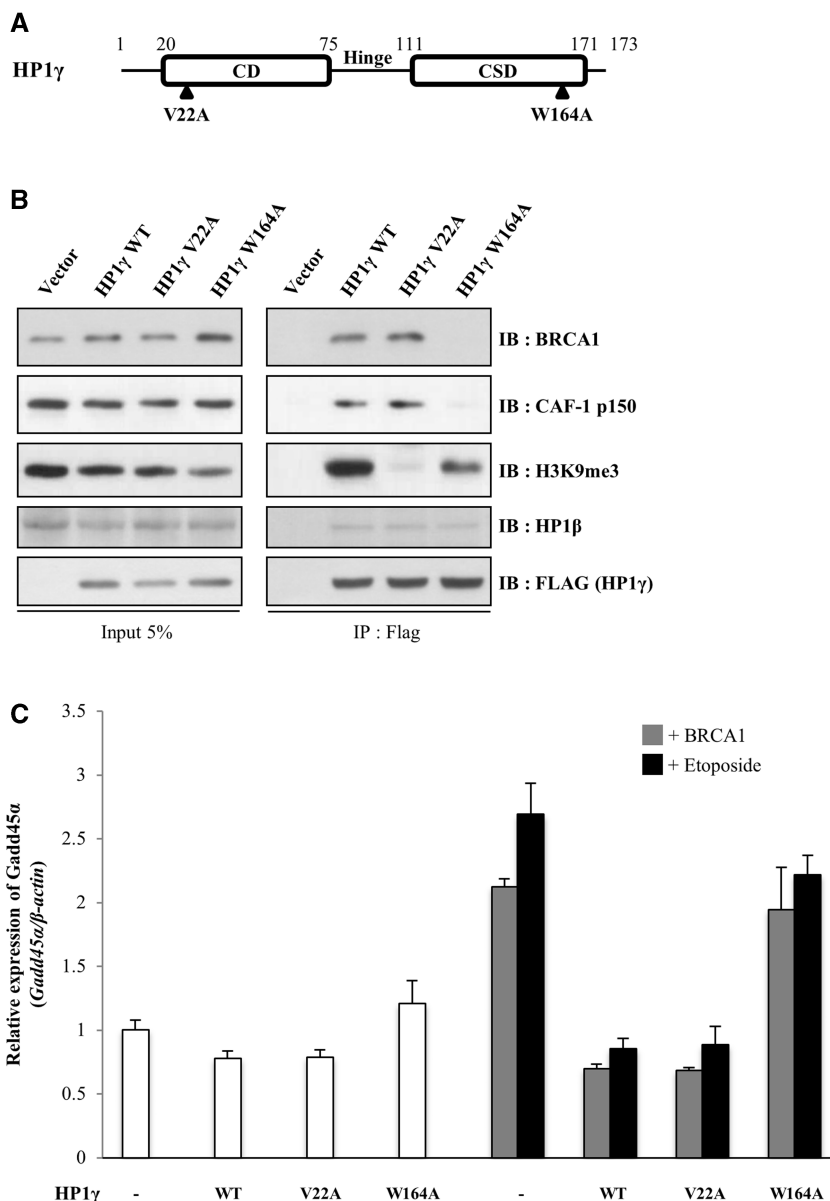 A
1 20 75 111 171 173
Hinge
HP1γ CD CSD
V22A W164A
B
Vector HP1γ WT HP1γ V22A HP1γ W164A Vector HP1γ WT HP1γ V22A HP1γ W164A
IB : BRCA1
IB : CAF-1 p150
IB : H3K9me3
IB : HP1β
IB : FLAG (HP1γ)
Input 5% IP : Flag
C
Relative expression of Gadd45α
(Gadd45α/β-actin)
3.5
3
2.5
2
1.5
1
0.5
0
+ BRCA1
+ Etoposide
HP1γ - WT V22A W164A - WT V22A W164A